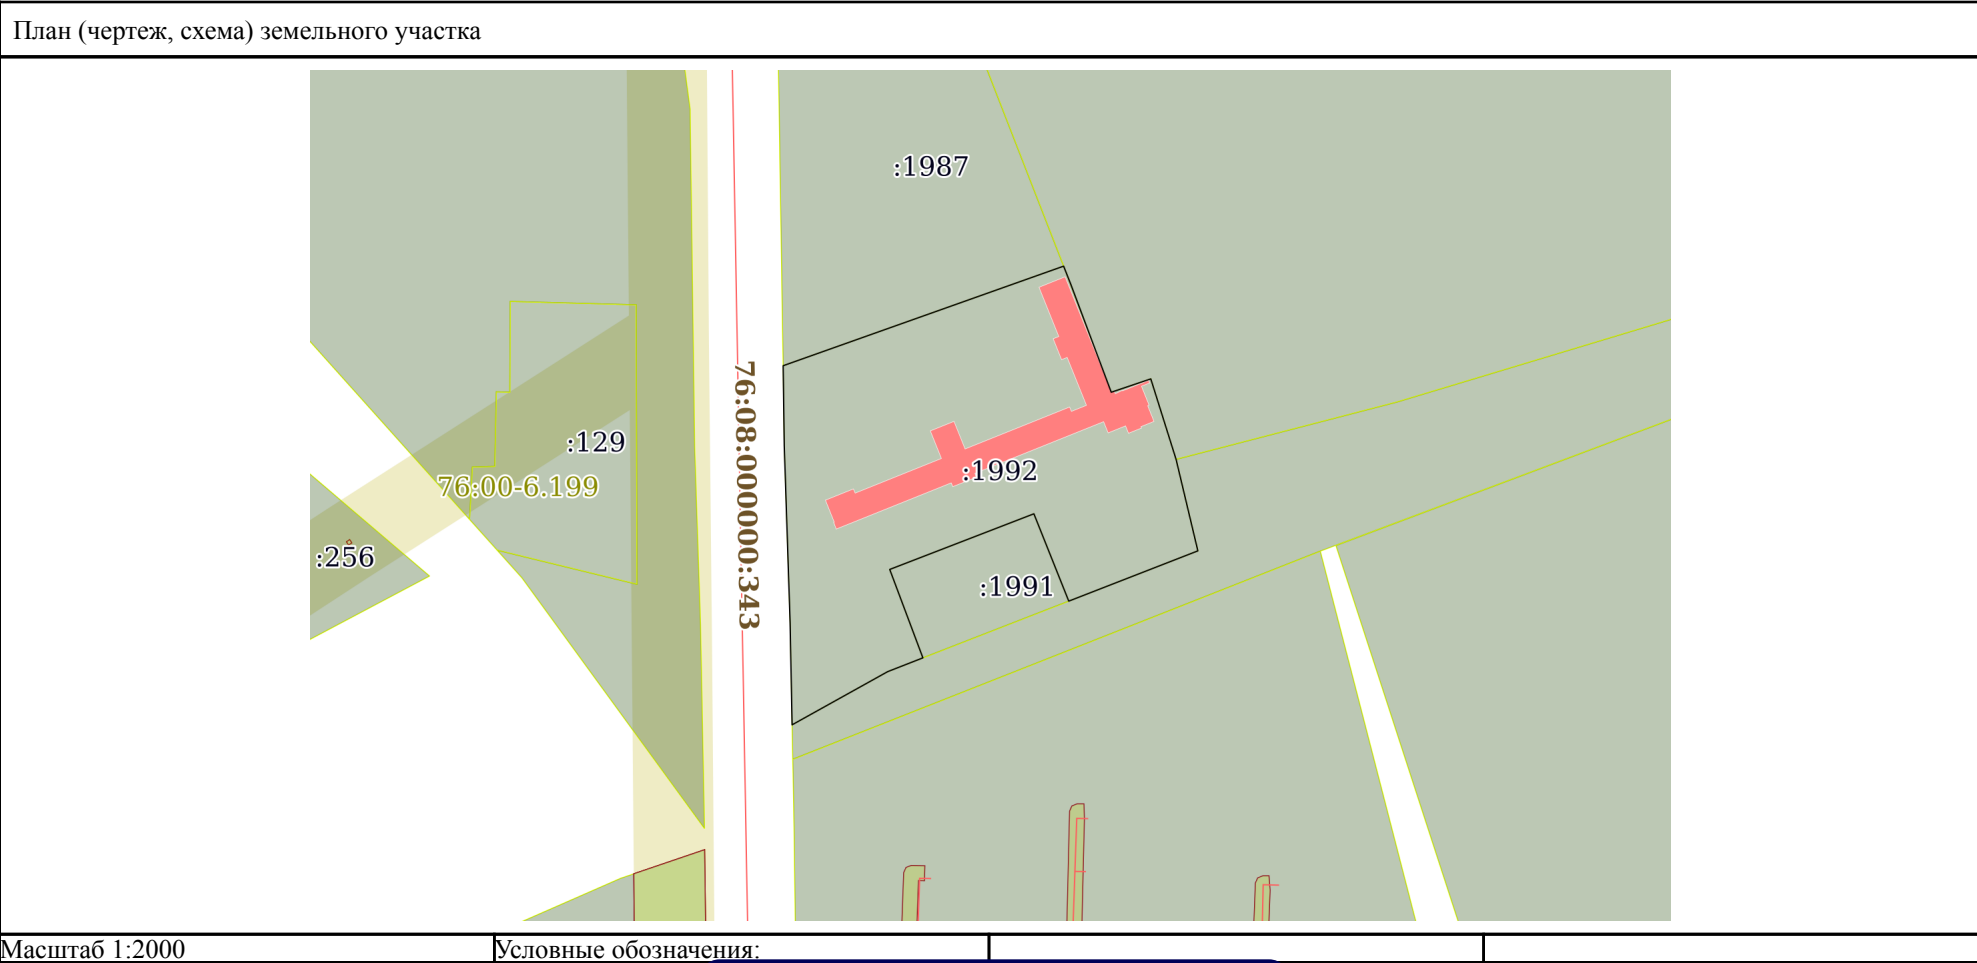 План (чертеж, схема) земельного участка
:1987
76:08:000000:343
:129
:1992
76:00-6.199
:256
:1991
Масштаб 1:2000
Условные обозначения: